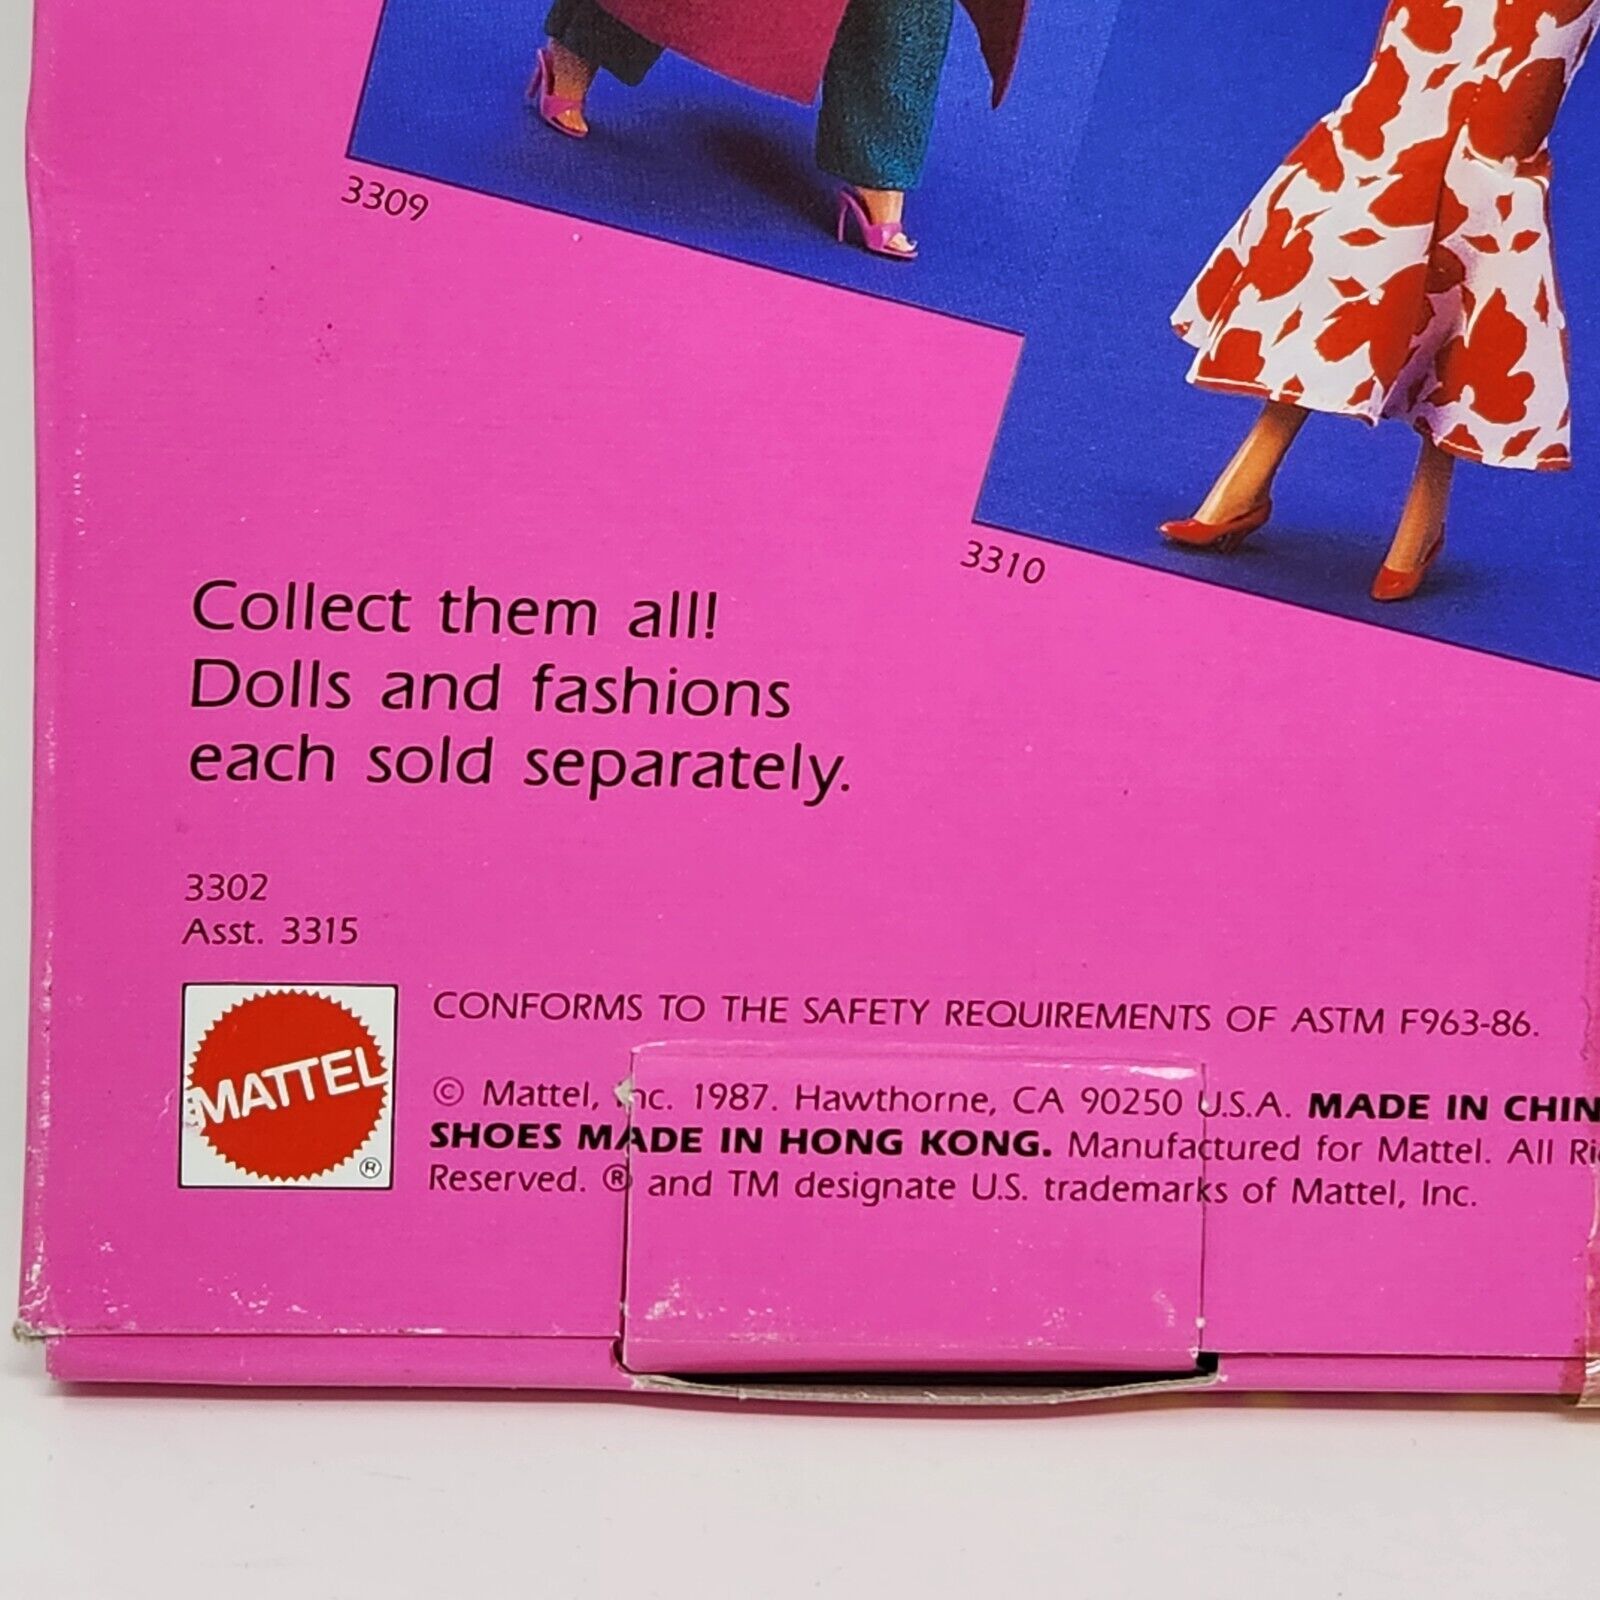 3309
3310
Collect them all!
Dolls and fashions
each sold separately.
3302
Asst. 3315
MATTEL
®
CONFORMS TO THE SAFETY REQUIREMENTS OF ASTM F963-86.
© Mattel, Inc. 1987. Hawthorne, CA 90250 U.S.A. MADE IN CHIN
SHOES MADE IN HONG KONG. Manufactured for Mattel. All Ri
Reserved. ® and TM designate U.S. trademarks of Mattel, Inc.